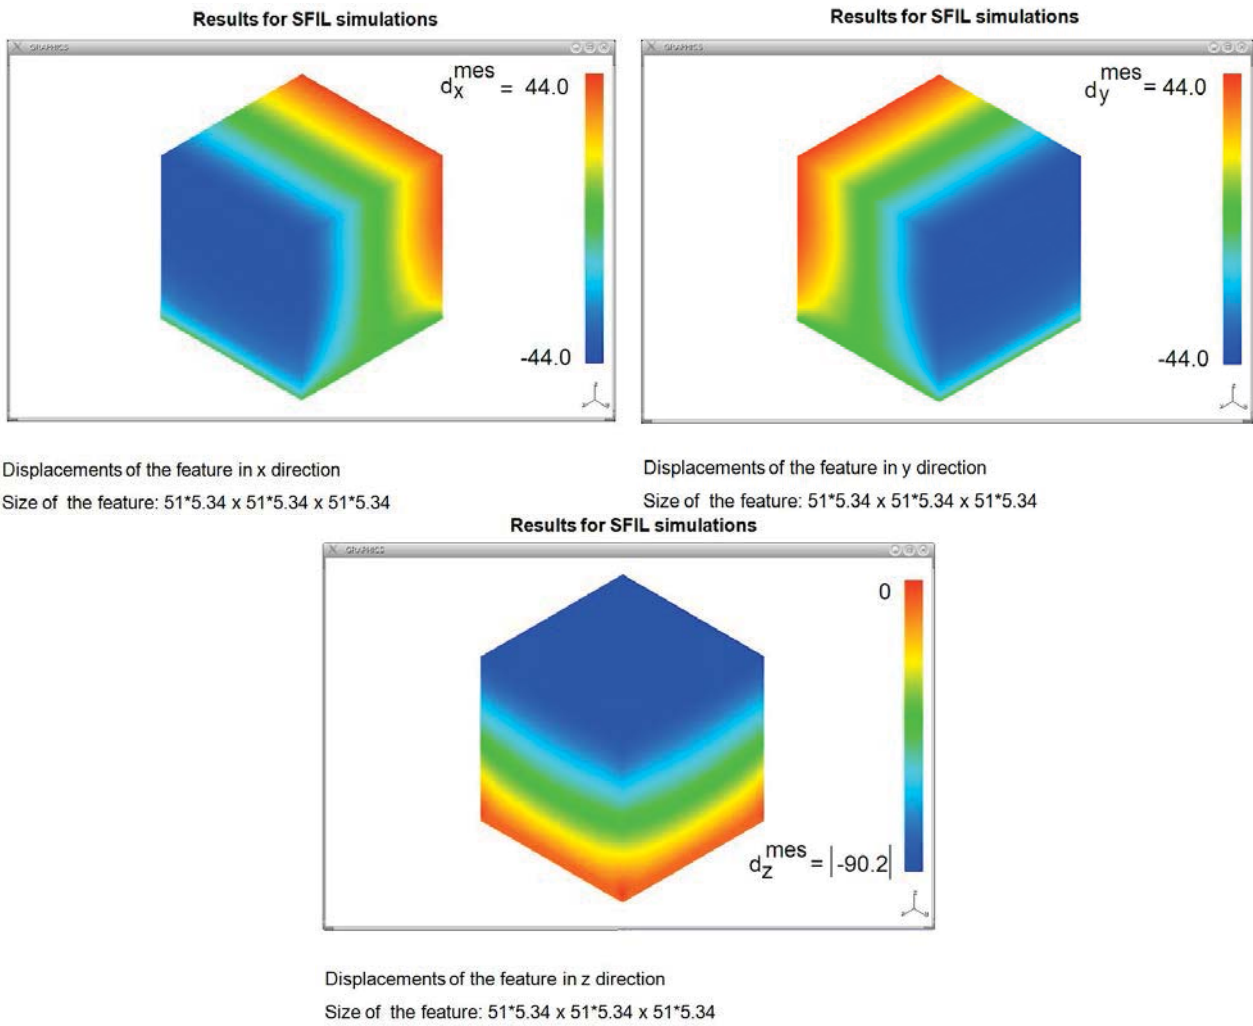 Results for SFIL simulations
GRAPHICS
d_x^mes = 44.0
-44.0
Displacements of the feature in x direction
Size of the feature: 51*5.34 x 51*5.34 x 51*5.34
Results for SFIL simulations
GRAPHICS
d_y^mes = 44.0
-44.0
Displacements of the feature in y direction
Size of the feature: 51*5.34 x 51*5.34 x 51*5.34
Results for SFIL simulations
GRAPHICS
0
d_z^mes = |-90.2|
Displacements of the feature in z direction
Size of the feature: 51*5.34 x 51*5.34 x 51*5.34